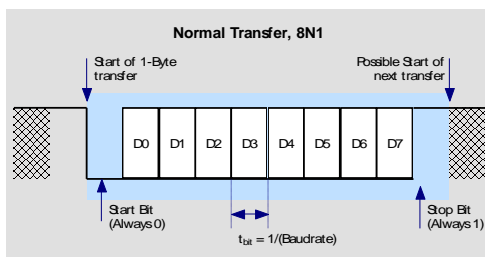 Normal Transfer, 8N1
Start of 1-Byte
transfer
Possible Start of
next transfer
D0 D1 D2 D3 D4 D5 D6 D7
Start Bit
(Always 0)
Stop Bit
(Always 1)
tbit = 1/(Baudrate)